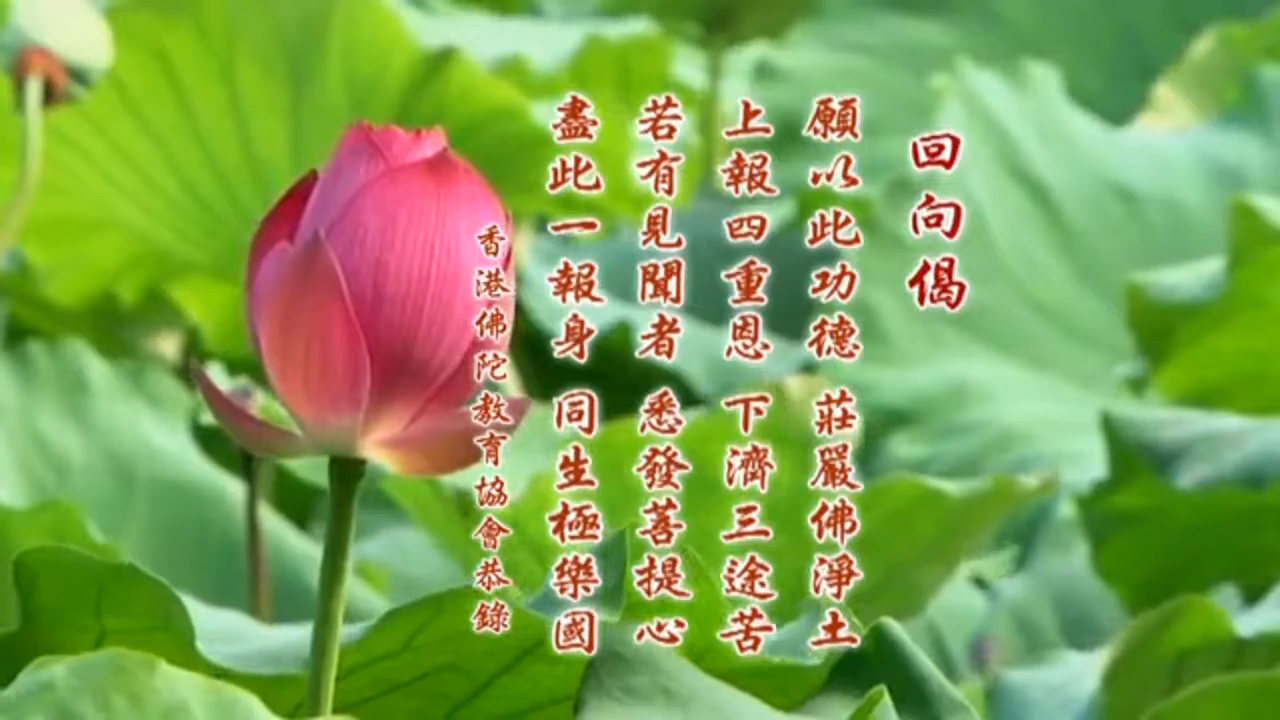 回向偈
願以此功德 莊嚴佛淨土
上報四重恩 下濟三途苦
若有見聞者 悉發菩提心
盡此一報身 同生極樂國
香港佛陀教育協會恭錄